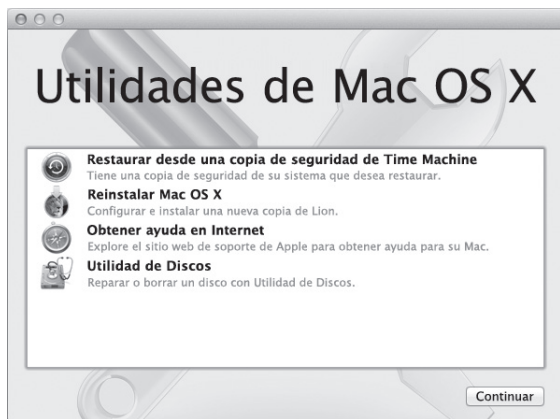 Utilidades de Mac OS X
Restaurar desde una copia de seguridad de Time Machine
Tiene una copia de seguridad de su sistema que desea restaurar.
Reinstalar Mac OS X
Configurar e instalar una nueva copia de Lion.
Obtener ayuda en Internet
Explore el sitio web de soporte de Apple para obtener ayuda para su Mac.
Utilidad de Discos
Reparar o borrar un disco con Utilidad de Discos.
Continuar